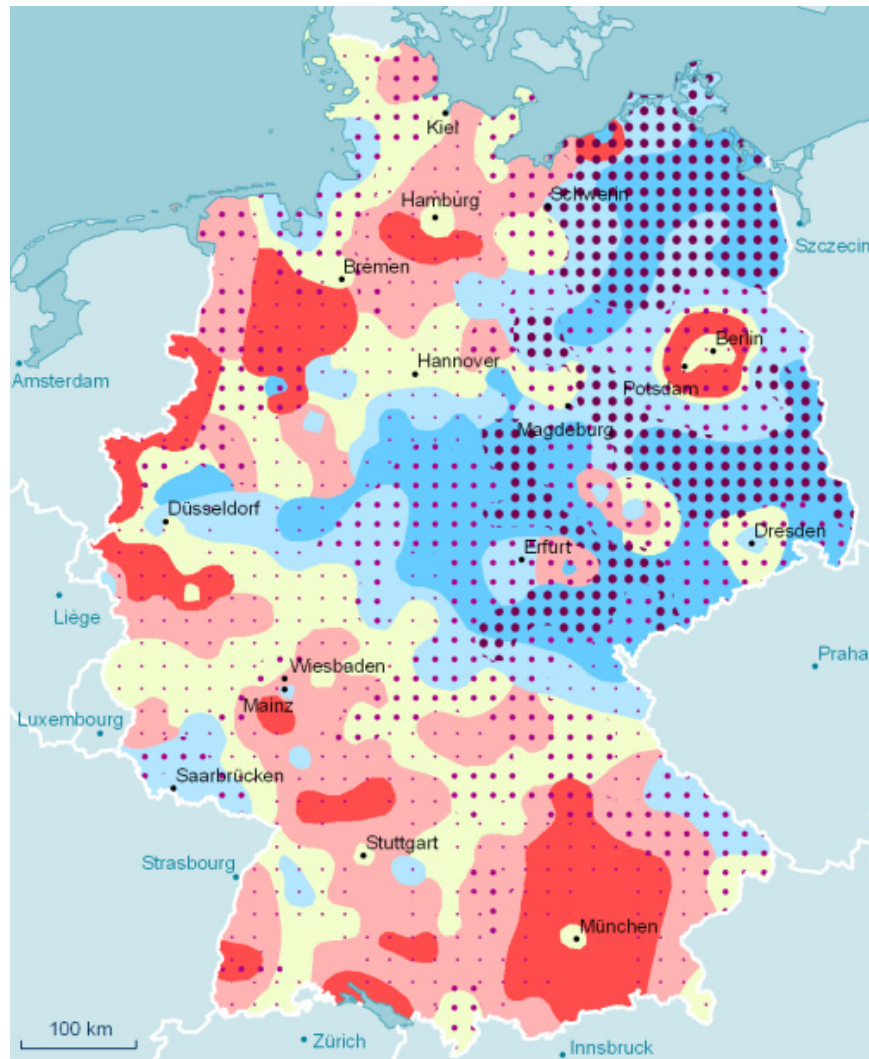 Kiel
Schwerin
Hamburg
Szczecin
Bremen
Berlin
Hannover
Amsterdam
Potsdam
Magdeburg
Düsseldorf
Dresden
Erfurt
Liège
Praha
Wiesbaden
Mainz
Luxembourg
Saarbrücken
Stuttgart
Strasbourg
München
100 km
Zürich
Innsbruck